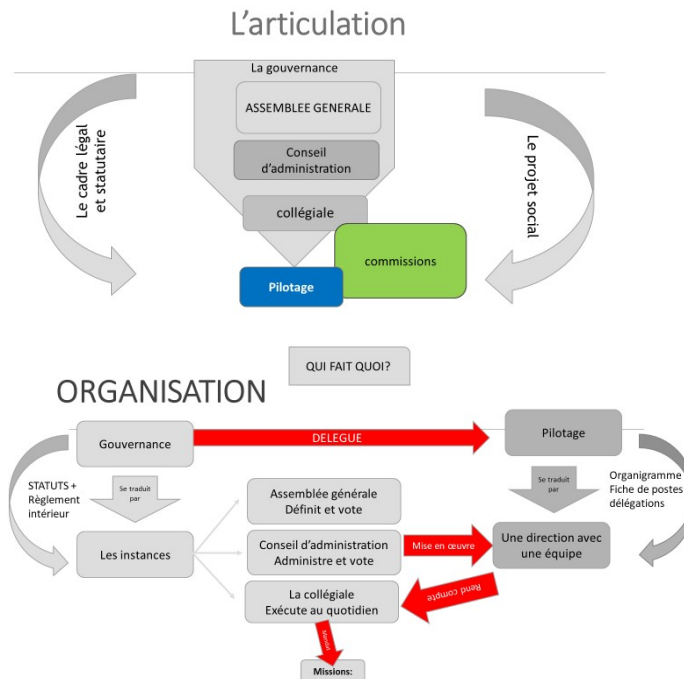 L'articulation
La gouvernance
ASSEMBLEE GENERALE
Conseil
d'administration
collégiale
commissions
Pilotage
Le cadre légal
et statutaire
Le projet social
QUI FAIT QUOI?
ORGANISATION
Gouvernance
DELEGUE
Pilotage
STATUTS +
Règlement
intérieur
Se traduit
par
Se traduit
par
Organigramme
Fiche de postes
délégations
Les instances
Assemblée générale
Définit et vote
Conseil d'administration
Administre et vote
Mise en œuvre
Une direction avec
une équipe
La collégiale
Exécute au quotidien
Rend compte
Mandat
Missions: